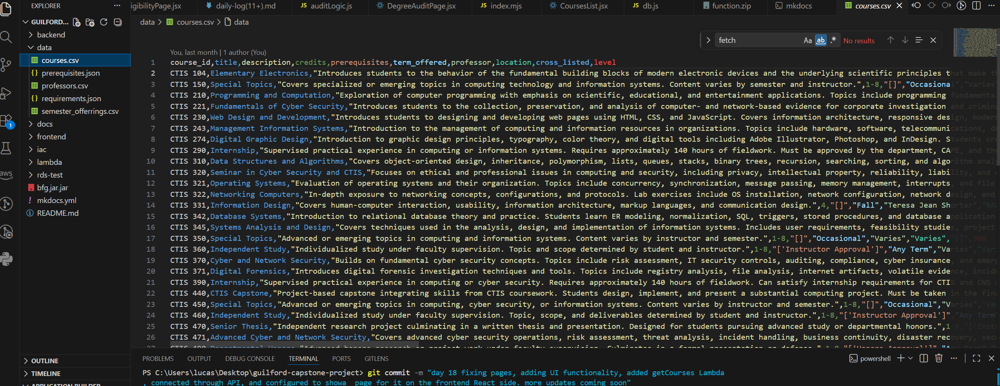 EXPLORER
GUILFORD...
backend
data
courses.csv
prerequisites.json
professors.csv
requirements.json
semester_offerrings.csv
docs
frontend
iac
lambda
rds-test
bfg.jar.jar
mkdocs.yml
README.md
OUTLINE
TIMELINE
APPLICATION BUILDER
aws
1
igibilityPage.jsx
daily-log(11+).md
JS auditLogic.js
DegreeAuditPage.jsx
JS index.mjs
CoursesList.jsx
JS db.js
function.zip
mkdocs
courses.csv
data > courses.csv > data
fetch
Aa ab .* No results
You, last month | 1 author (You)
1 course_id,title,description,credits,prerequisites,term_offered,professor,location,cross_listed,level
2 CTIS 104,Elementary Electronics,"Introduces students to the behavior of the fundamental building blocks of modern electronic devices and the underlying scientific principles that make th
3 CTIS 150,Special Topics,"Covers specialized or emerging topics in computing technology and information systems. Content varies by semester and instructor.",1-8,"[]","Occasional","Varies
4 CTIS 210,Programming and Computation,"Exploration of computer programming with emphasis on scientific, educational, and entertainment applications. Topics include programming fundamental
5 CTIS 221,Fundamentals of Cyber Security,"Introduces students to the collection, preservation, and analysis of computer- and network-based evidence for corporate investigation and crimina
6 CTIS 230,Web Design and Development,"Introduces students to designing and developing web pages using HTML, CSS, and JavaScript. Covers information architecture, responsive design, modern
7 CTIS 243,Management Information Systems,"Introduction to the management of computing and information resources in organizations. Topics include hardware, software, telecommunications, da
8 CTIS 274,Digital Graphic Design,"Introduction to graphic design principles, typography, color theory, and digital tools including Adobe Illustrator, Photoshop, and InDesign. Students cre
9 CTIS 290,Internship,"Supervised practical experience in computing or information systems. Requires approximately 140 hours of fieldwork. Must be approved by the department, CAPE, and the
10 CTIS 310,Data Structures and Algorithms,"Covers object-oriented design, inheritance, polymorphism, lists, queues, stacks, binary trees, recursion, searching, sorting, and algorithm analy
11 CTIS 320,Seminar in Cyber Security and CTIS,"Focuses on ethical and professional issues in computing and security, including privacy, intellectual property, reliability, liability, and
12 CTIS 321,Operating Systems,"Evaluation of operating systems and their organization. Topics include concurrency, synchronization, message passing, memory management, interrupts, and file
13 CTIS 322,Networking Computers,"In-depth exposure to networking concepts, configurations, and protocols. Lab exercises include OS installation, network configuration, network design, and
14 CTIS 331,Information Design,"Covers human-computer interaction, usability, information architecture, markup languages, and communication design.",4,"[]","Fall","Teresa Jean Shorter","BAU
15 CTIS 342,Database Systems,"Introduction to relational database theory and practice. Students learn ER modeling, normalization, SQL, triggers, stored procedures, and database application
16 CTIS 345,Systems Analysis and Design,"Covers techniques used in the analysis, design, and implementation of information systems. Includes user requirements, feasibility studies, project
17 CTIS 350,Special Topics,"Advanced or emerging topics in computing and information systems. Content varies by instructor and semester.",1-8,"[]","Occasional","Varies","Varies","[]",300
18 CTIS 360,Independent Study,"Individualized study under faculty supervision. Topic and scope determined by student and instructor.",1-8,"['Instructor Approval']","Any Term","Varies","Var
19 CTIS 370,Cyber and Network Security,"Builds on fundamental cyber security concepts. Topics include risk assessment, IT security controls, auditing, compliance, cyber insurance, and emerg
20 CTIS 371,Digital Forensics,"Introduces digital forensic investigation techniques and tools. Topics include registry analysis, file analysis, internet artifacts, volatile evidence, incid
21 CTIS 390,Internship,"Supervised practical experience in computing or cyber security. Requires approximately 140 hours of fieldwork. Can satisfy internship requirements for CTIS and CNS
22 CTIS 440,CTIS Capstone,"Project-based capstone integrating skills from CTIS coursework. Students design, implement, and present a substantial computing project. Must be taken in the fina
23 CTIS 450,Special Topics,"Advanced or emerging topics in computing, cyber security, or information systems. Content varies by instructor and semester.",1-8,"[]","Occasional","Varies","Var
24 CTIS 460,Independent Study,"Individualized study under faculty supervision. Topic, scope, and deliverables determined by student and instructor.",1-8,"['Instructor Approval']","Any Term
25 CTIS 470,Senior Thesis,"Independent research project culminating in a written thesis and presentation. Designed for students pursuing advanced study or departmental honors.",1-8,"['Inst
26 CTIS 471,Advanced Cyber and Network Security,"Covers advanced cyber security operations, risk assessment, threat analysis, incident handling, business continuity, disaster recovery, secu
PROBLEMS OUTPUT DEBUG CONSOLE TERMINAL PORTS GITLENS
powershell
PS C:\Users\lucas\Desktop\guilford-capstone-project> git commit -m "day 18 fixing pages, adding UI functionality, added getCourses Lambda
, connected through API, and configured to showa  page for it on the frontend React side. more updates coming soon"